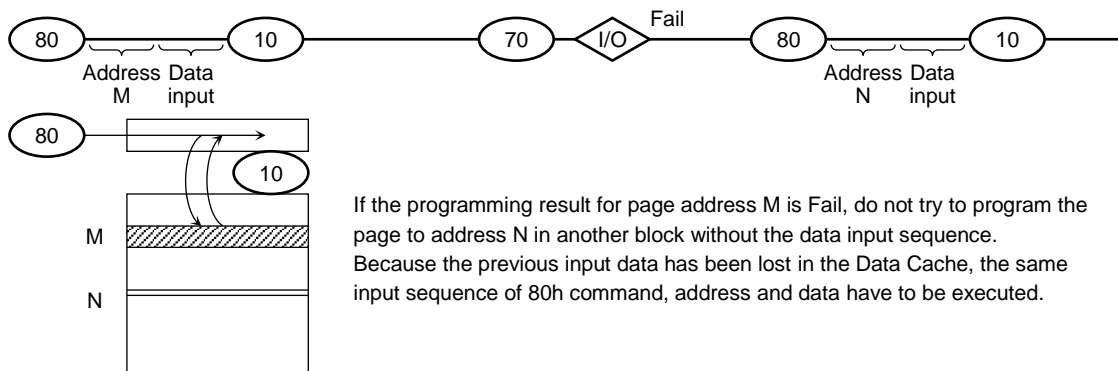 80 10 70 I/O Fail 80 10
Address Data Address Data
M input N input
80
10
If the programming result for page address M is Fail, do not try to program the
M page to address N in another block without the data input sequence.
Because the previous input data has been lost in the Data Cache, the same
N input sequence of 80h command, address and data have to be executed.